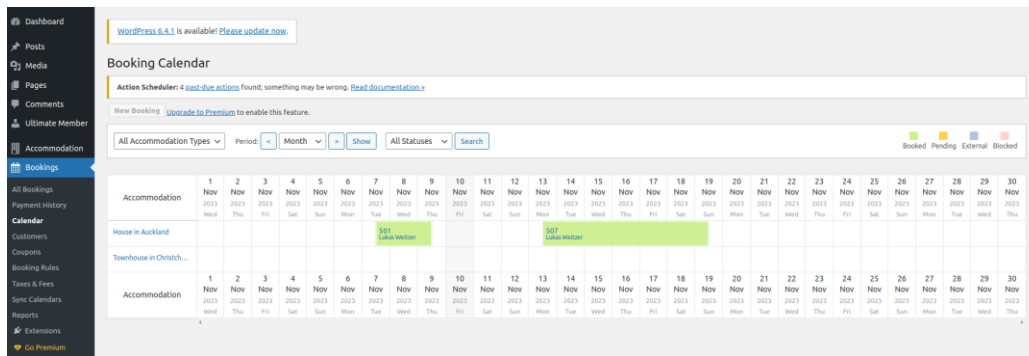 Dashboard
Posts
Media
Pages
Comments
Ultimate Member
Accommodation
Bookings
All Bookings
Payment History
Calendar
Customers
Coupons
Booking Rules
Taxes & Fees
Sync Calendars
Reports
Extensions
Go Premium
WordPress 6.4.1 is available! Please update now.
Booking Calendar
Action Scheduler: 4 past-due actions found; something may be wrong. Read documentation »
New Booking Upgrade to Premium to enable this feature.
All Accommodation Types Period: < Month > Show All Statuses Search
Booked Pending External Blocked
1 2 3 4 5 6 7 8 9 10 11 12 13 14 15 16 17 18 19 20 21 22 23 24 25 26 27 28 29 30
Accommodation Nov Nov Nov Nov Nov Nov Nov Nov Nov Nov Nov Nov Nov Nov Nov Nov Nov Nov Nov Nov Nov Nov Nov Nov Nov Nov Nov Nov Nov Nov
2023 2023 2023 2023 2023 2023 2023 2023 2023 2023 2023 2023 2023 2023 2023 2023 2023 2023 2023 2023 2023 2023 2023 2023 2023 2023 2023 2023 2023 2023
Wed Thu Fri Sat Sun Mon Tue Wed Thu Fri Sat Sun Mon Tue Wed Thu Fri Sat Sun Mon Tue Wed Thu Fri Sat Sun Mon Tue Wed Thu
House in Auckland 501 507
Lukas Weitzer Lukas Weitzer
Townhouse in Christch...
1 2 3 4 5 6 7 8 9 10 11 12 13 14 15 16 17 18 19 20 21 22 23 24 25 26 27 28 29 30
Accommodation Nov Nov Nov Nov Nov Nov Nov Nov Nov Nov Nov Nov Nov Nov Nov Nov Nov Nov Nov Nov Nov Nov Nov Nov Nov Nov Nov Nov Nov Nov
2023 2023 2023 2023 2023 2023 2023 2023 2023 2023 2023 2023 2023 2023 2023 2023 2023 2023 2023 2023 2023 2023 2023 2023 2023 2023 2023 2023 2023 2023
Wed Thu Fri Sat Sun Mon Tue Wed Thu Fri Sat Sun Mon Tue Wed Thu Fri Sat Sun Mon Tue Wed Thu Fri Sat Sun Mon Tue Wed Thu